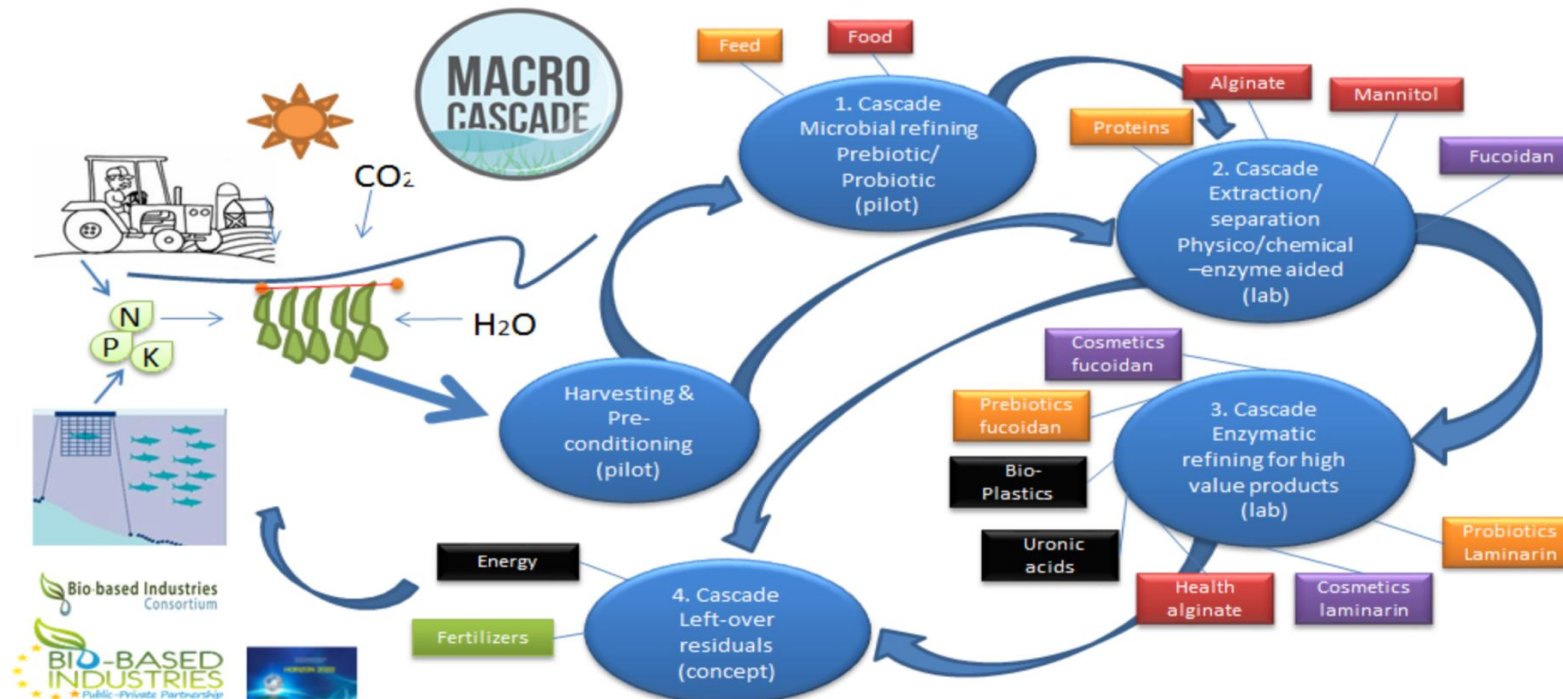 MACRO
CASCADE
Feed
Food
1. Cascade
Microbial refining
Prebiotic/
Probiotic
(pilot)
Alginate
Mannitol
Proteins
Fucoidan
2. Cascade
Extraction/
separation
Physico/chemical
–enzyme aided
(lab)
CO2
N
P
K
H2O
Harvesting &
Pre-
conditioning
(pilot)
Cosmetics
fucoidan
Prebiotics
fucoidan
Bio-
Plastics
Uronic
acids
3. Cascade
Enzymatic
refining for high
value products
(lab)
Probiotics
Laminarin
Health
alginate
Cosmetics
laminarin
Energy
Fertilizers
4. Cascade
Left-over
residuals
(concept)
Bio-based Industries
Consortium
BIO-BASED
INDUSTRIES
Public-Private Partnership
HORIZON 2020